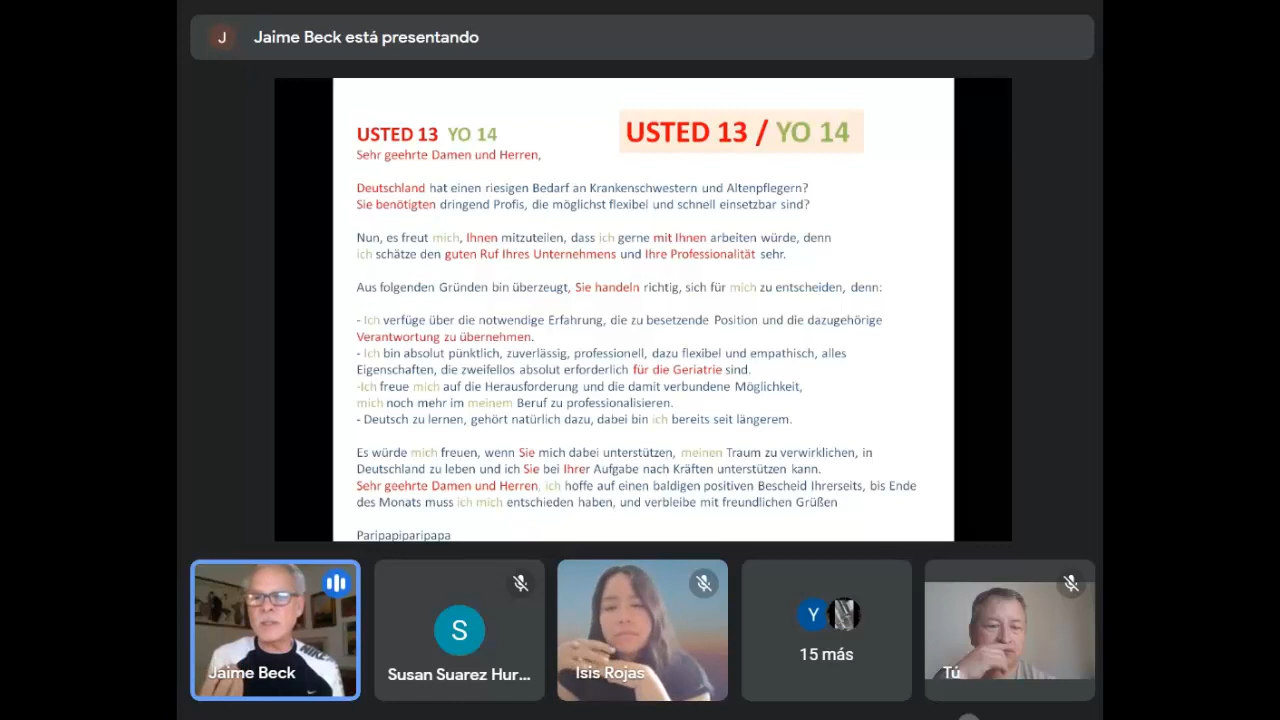 J Jaime Beck está presentando
USTED 13 YO 14
USTED 13 / YO 14
Sehr geehrte Damen und Herren,
Deutschland hat einen riesigen Bedarf an Krankenschwestern und Altenpflegern?
Sie benötigten dringend Profis, die möglichst flexibel und schnell einsetzbar sind?
Nun, es freut mich, Ihnen mitzuteilen, dass ich gerne mit Ihnen arbeiten würde, denn
ich schätze den guten Ruf Ihres Unternehmens und Ihre Professionalität sehr.
Aus folgenden Gründen bin überzeugt, Sie handeln richtig, sich für mich zu entscheiden, denn:
- Ich verfüge über die notwendige Erfahrung, die zu besetzende Position und die dazugehörige
Verantwortung zu übernehmen.
- Ich bin absolut pünktlich, zuverlässig, professionell, dazu flexibel und empathisch, alles
Eigenschaften, die zweifellos absolut erforderlich für die Geriatrie sind.
-Ich freue mich auf die Herausforderung und die damit verbundene Möglichkeit,
mich noch mehr im meinem Beruf zu professionalisieren.
- Deutsch zu lernen, gehört natürlich dazu, dabei bin ich bereits seit längerem.
Es würde mich freuen, wenn Sie mich dabei unterstützen, meinen Traum zu verwirklichen, in
Deutschland zu leben und ich Sie bei Ihrer Aufgabe nach Kräften unterstützen kann.
Sehr geehrte Damen und Herren, ich hoffe auf einen baldigen positiven Bescheid Ihrerseits, bis Ende
des Monats muss ich mich entschieden haben, und verbleibe mit freundlichen Grüßen
Paripapiparipapa
NIKE
Jaime Beck
S
Susan Suarez Hur...
Isis Rojas
Y
15 más
Tú